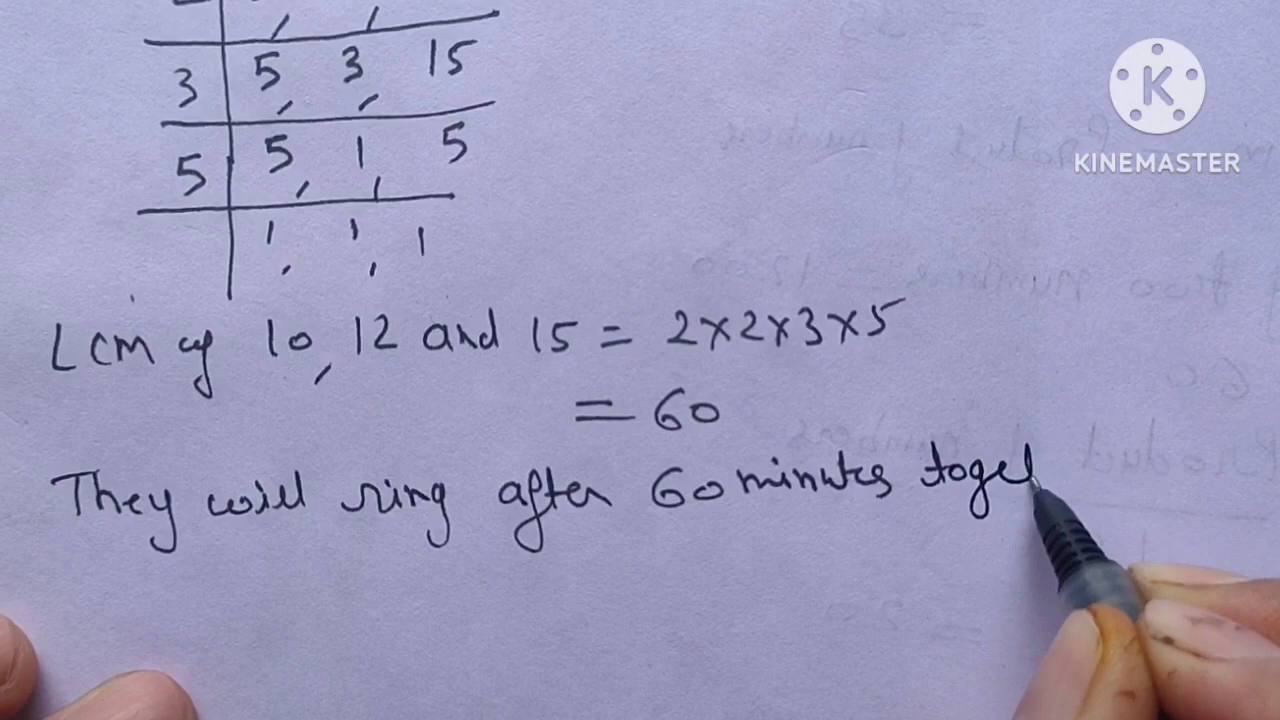 3 | 5, 3, 15
5 | 5, 1, 5
1, 1, 1
LCM of 10, 12 and 15 = 2×2×3×5
= 60
They will ring after 60 minutes togel
KINEMASTER